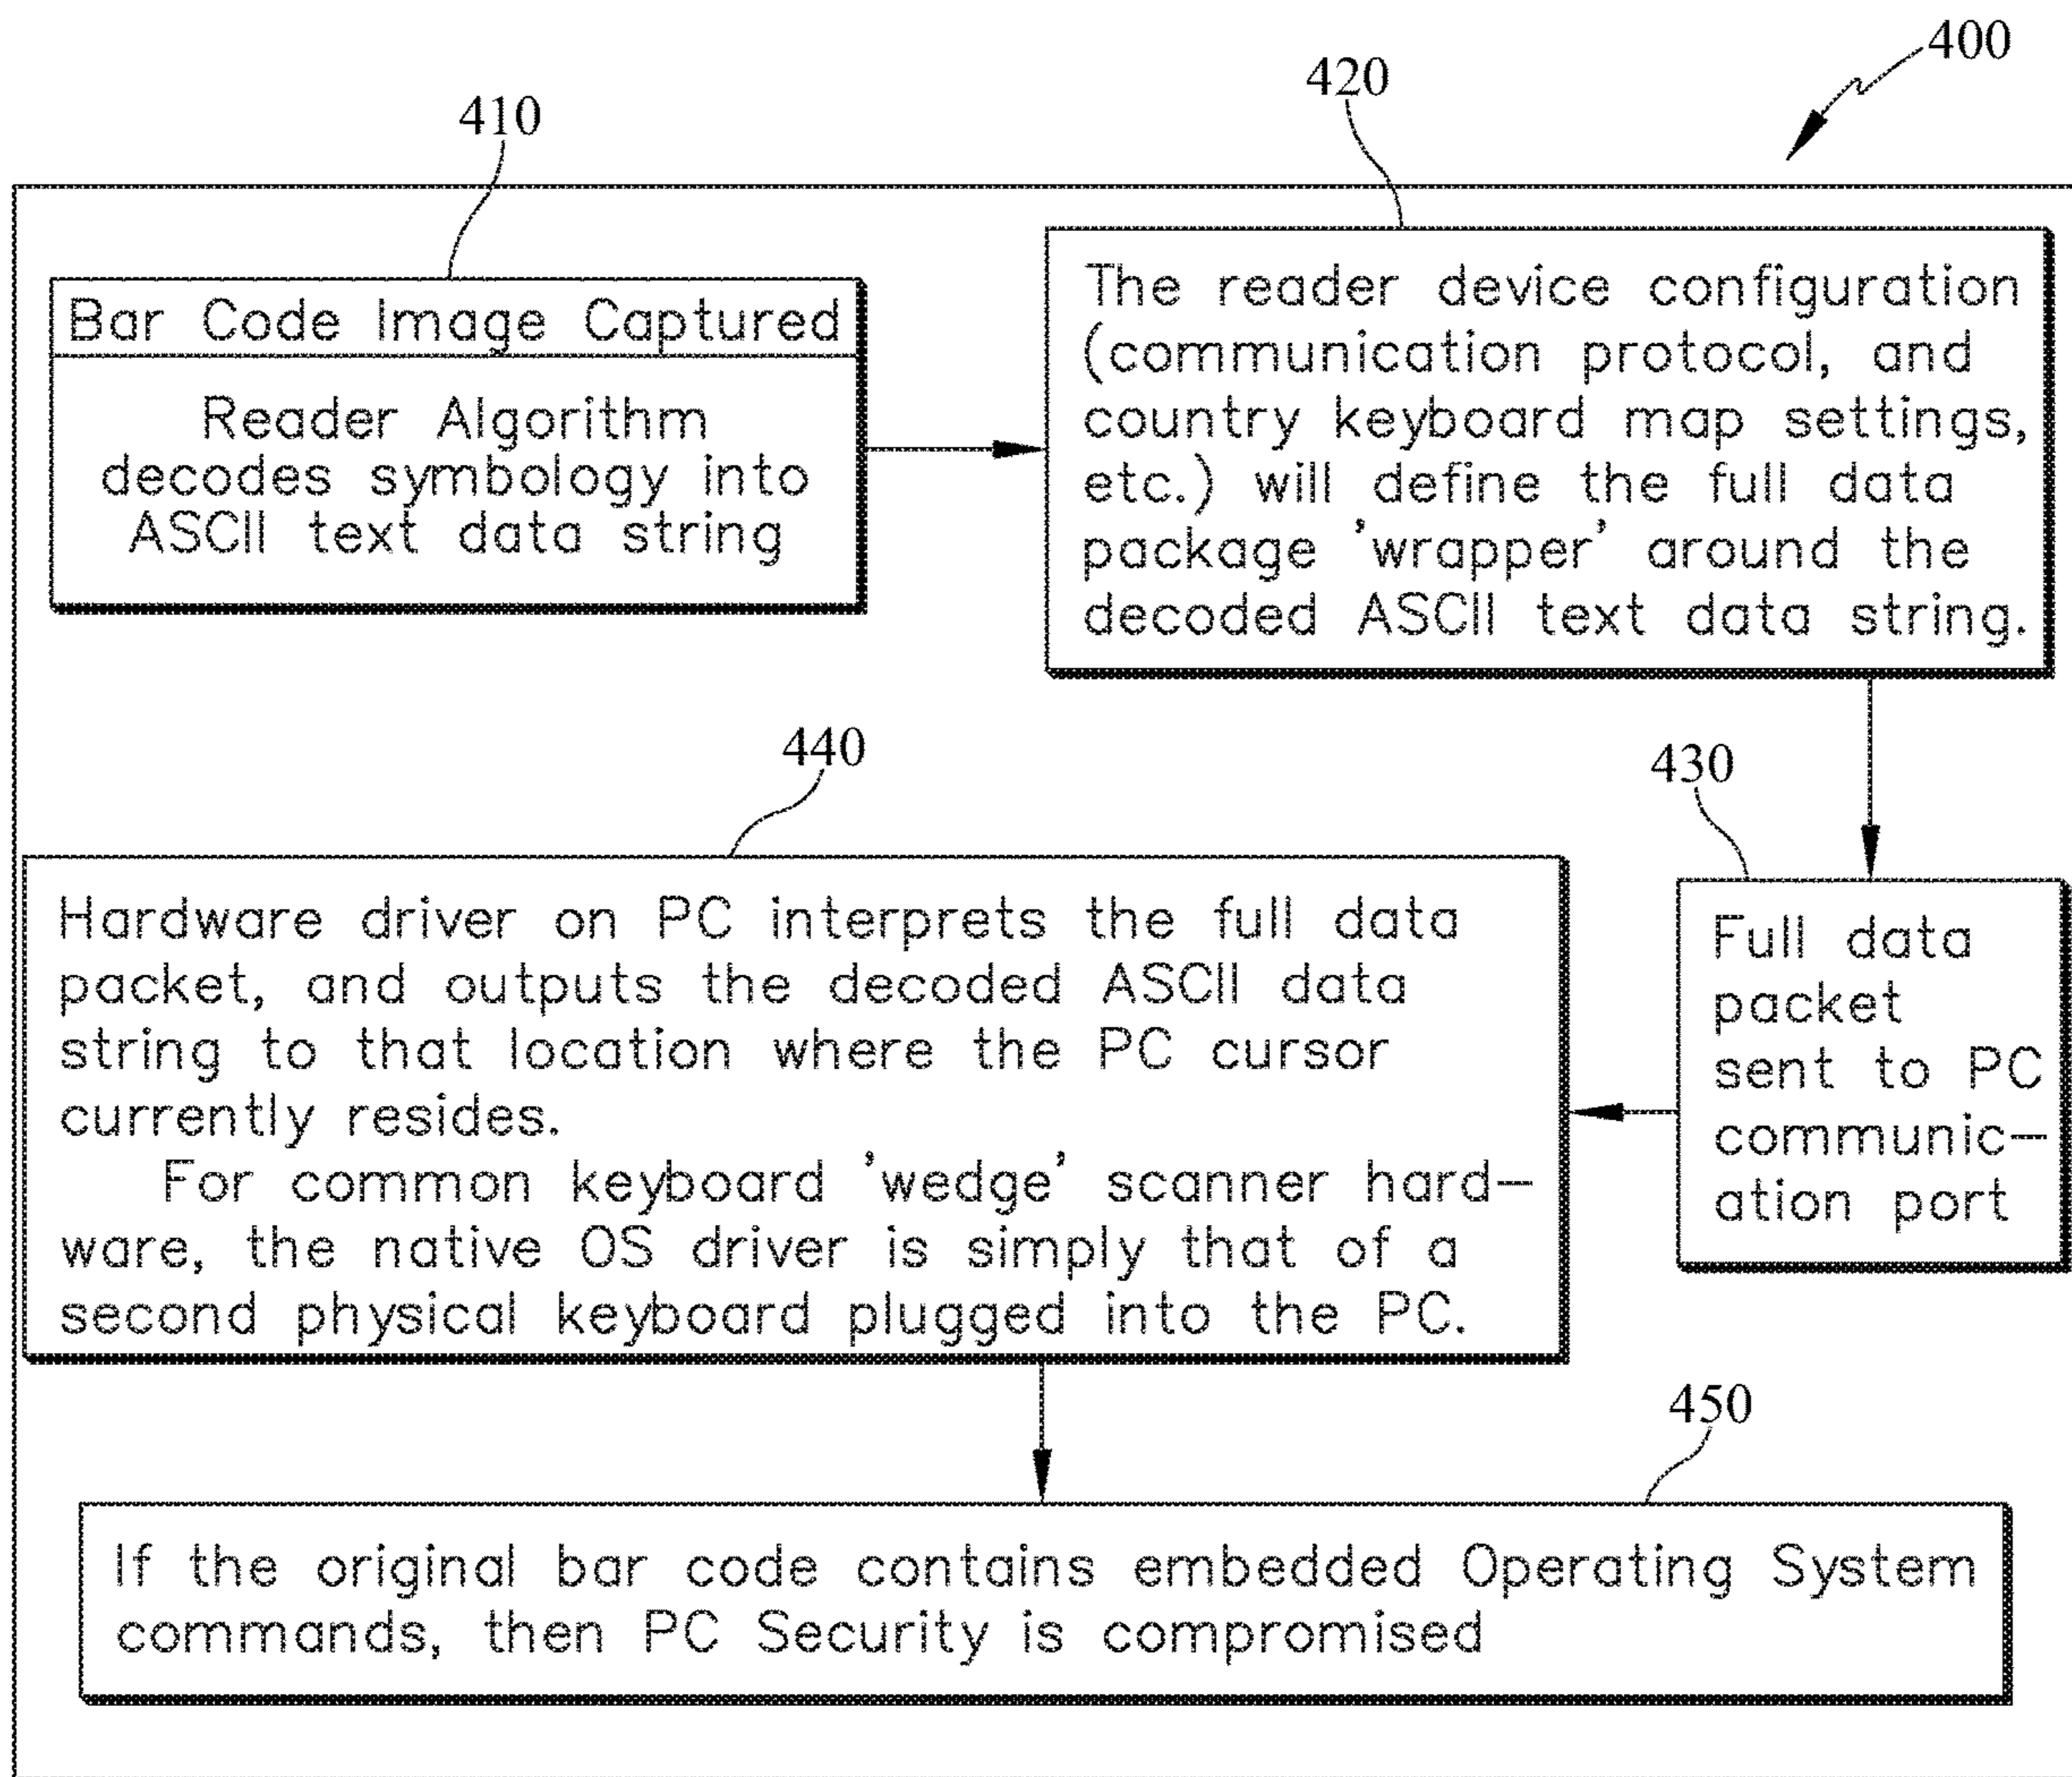 400
410
Bar Code Image Captured
Reader Algorithm
decodes symbology into
ASCII text data string
420
The reader device configuration
(communication protocol, and
country keyboard map settings,
etc.) will define the full data
package 'wrapper' around the
decoded ASCII text data string.
430
Full data
packet
sent to PC
communic-
ation port
440
Hardware driver on PC interprets the full data
packet, and outputs the decoded ASCII data
string to that location where the PC cursor
currently resides.
For common keyboard 'wedge' scanner hard-
ware, the native OS driver is simply that of a
second physical keyboard plugged into the PC.
450
If the original bar code contains embedded Operating System
commands, then PC Security is compromised